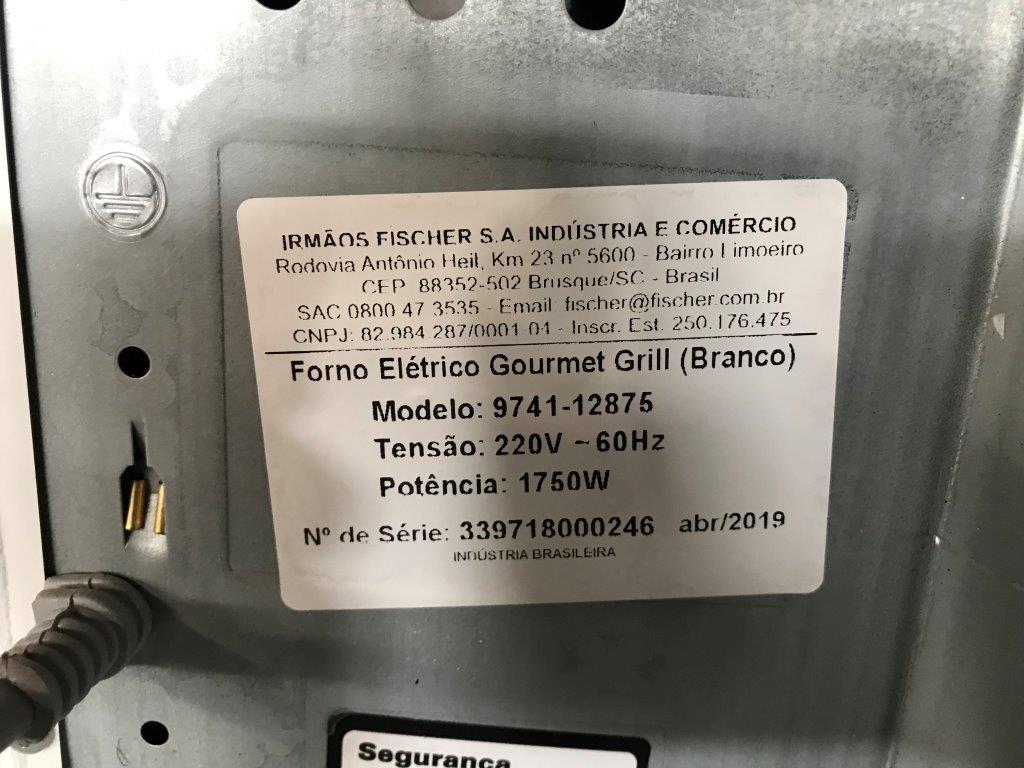 IRMÃOS FISCHER S.A. INDÚSTRIA E COMÉRCIO
Rodovia Antônio Heil, Km 23 nº 5600 - Bairro Limoeiro
CEP 88352-502 Brusque/SC - Brasil
SAC 0800 47 3535 - Email fischer@fischer.com.br
CNPJ: 82.984.287/0001-04 - Inscr. Est. 250.176.475
Forno Elétrico Gourmet Grill (Branco)
Modelo: 9741-12875
Tensão: 220V ~ 60Hz
Potência: 1750W
Nº de Série: 339718000246 abr/2019
INDÚSTRIA BRASILEIRA
Segurança